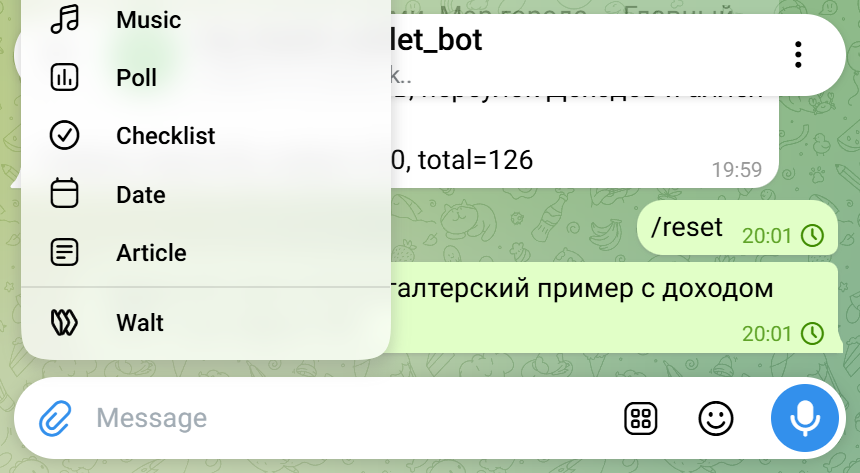 Music
let_bot
Poll
k..
Checklist
0, total=126
19:59
Date
/reset
20:01
Article
галтерский пример с доходом
20:01
Walt
Message